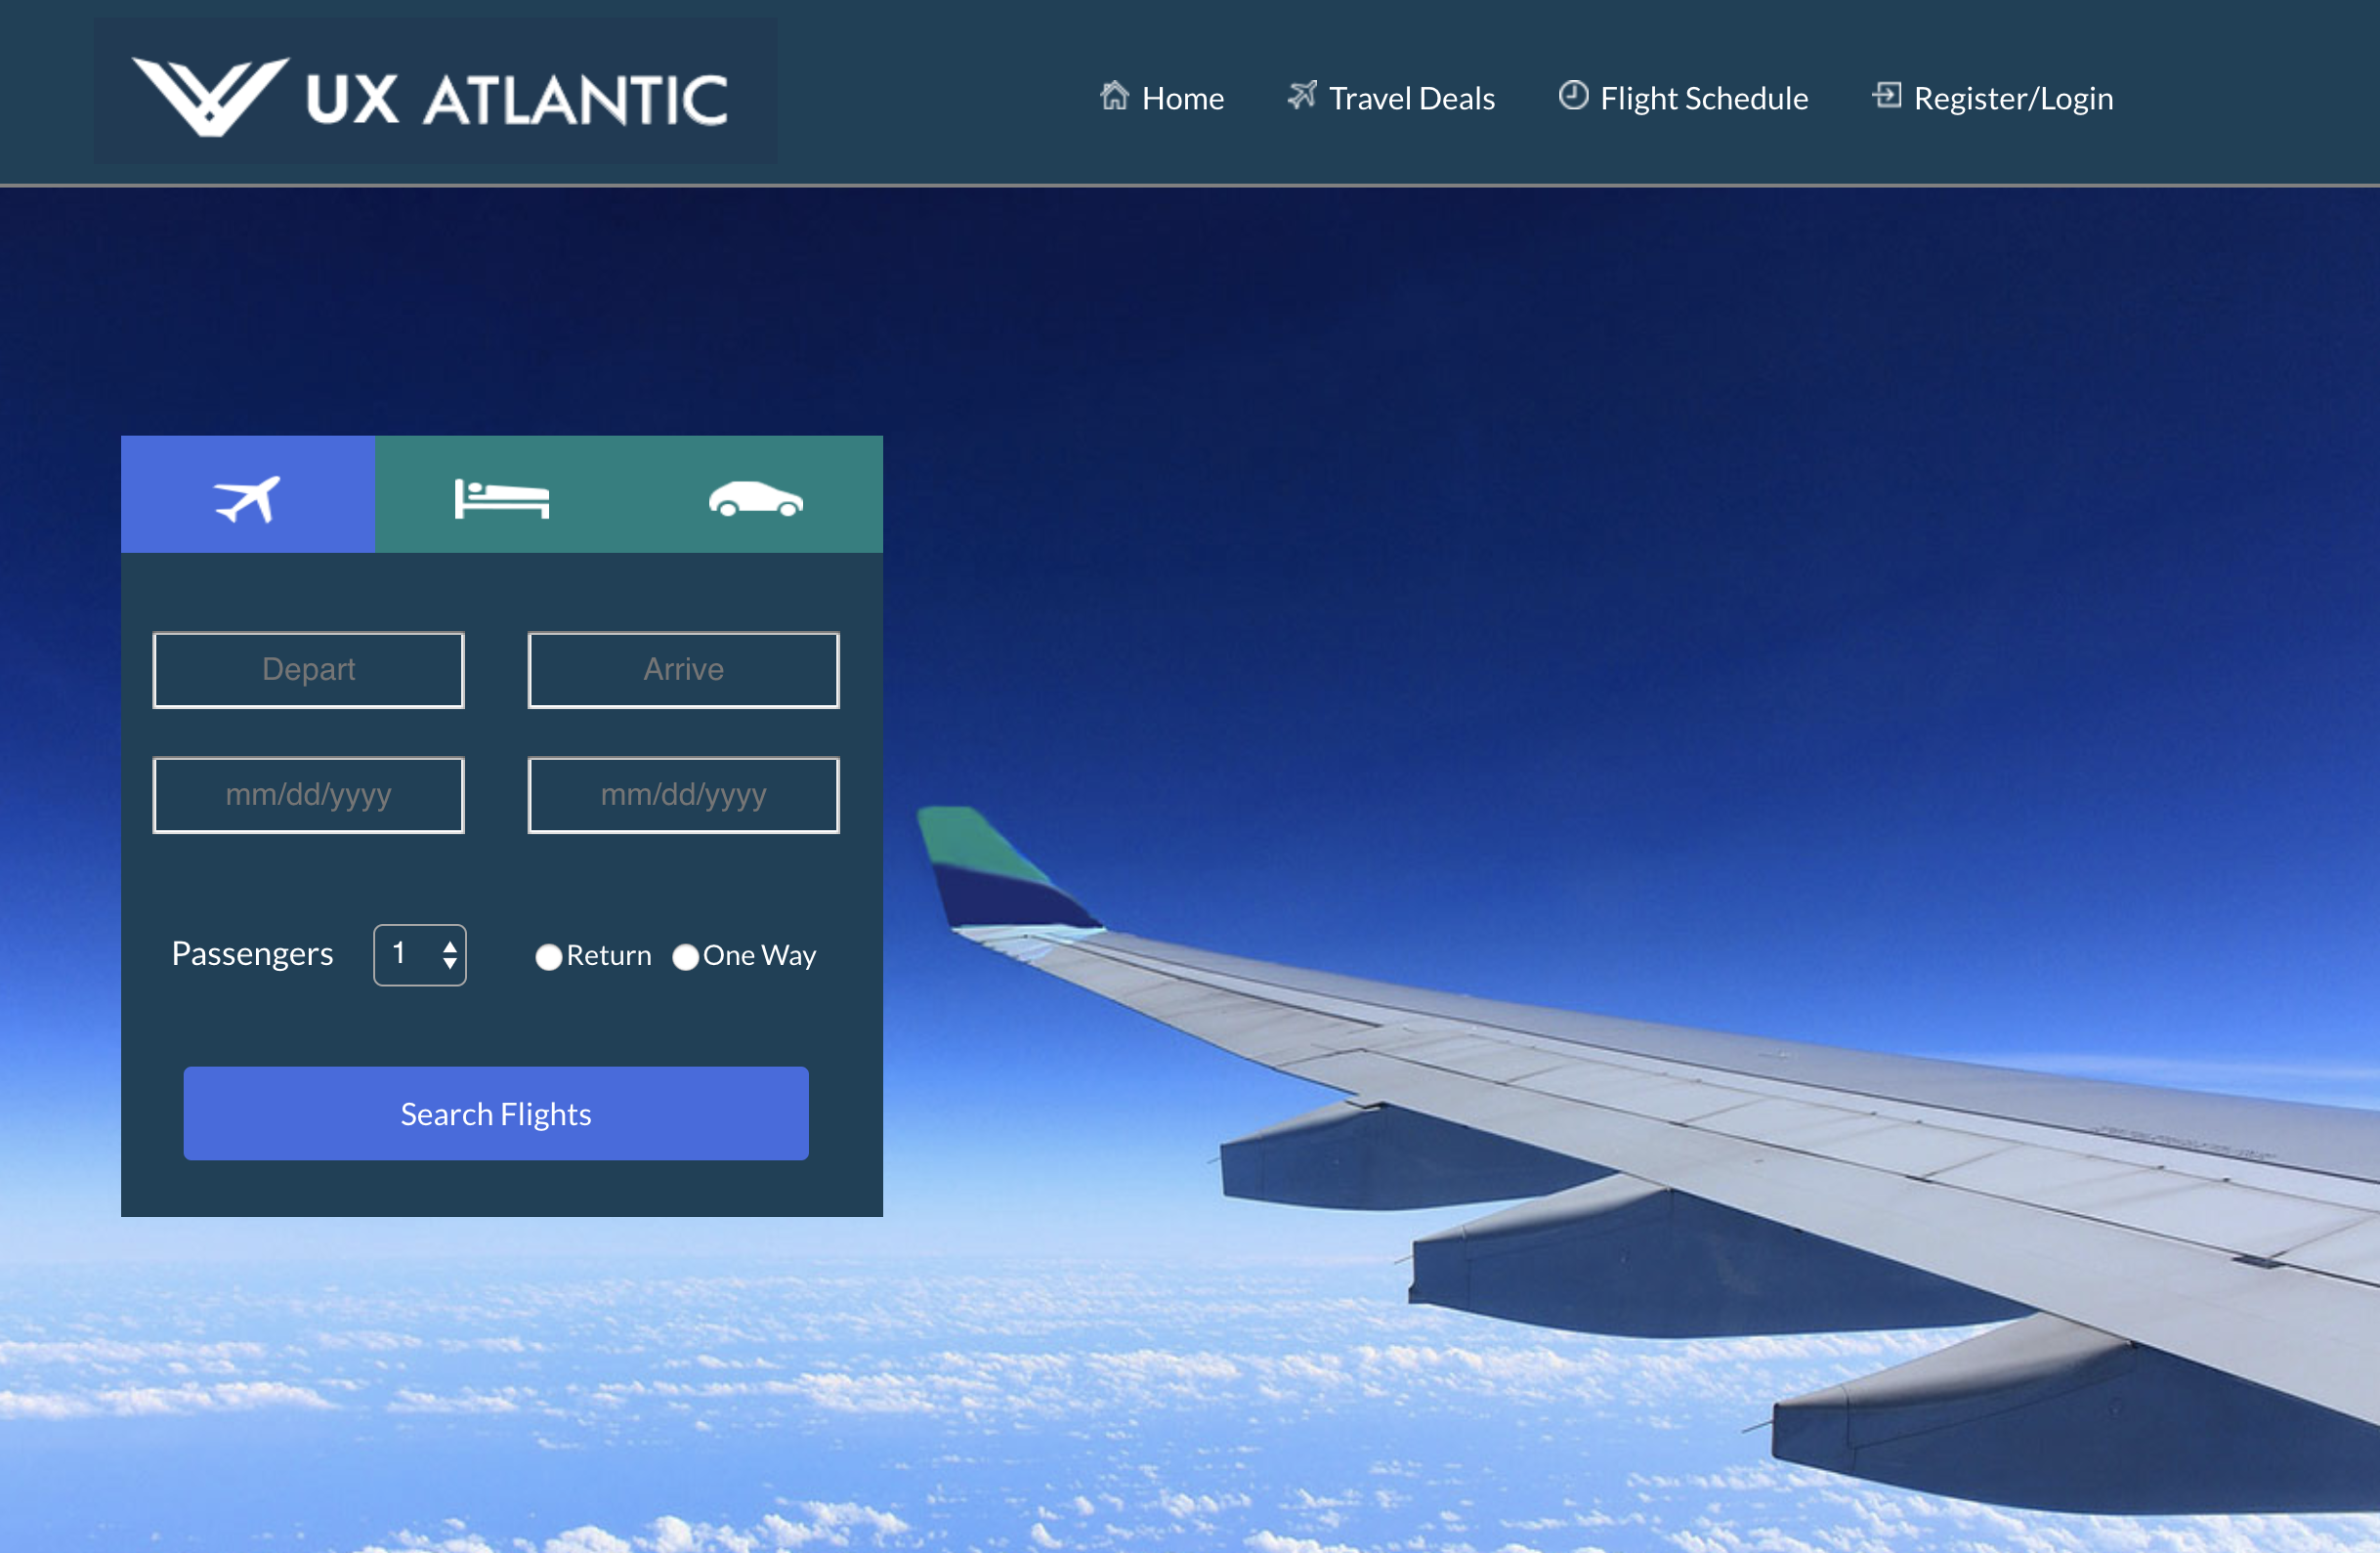 UX ATLANTIC
Home
Travel Deals
Flight Schedule
Register/Login
Depart
Arrive
mm/dd/yyyy
mm/dd/yyyy
Passengers
1
Return
One Way
Search Flights